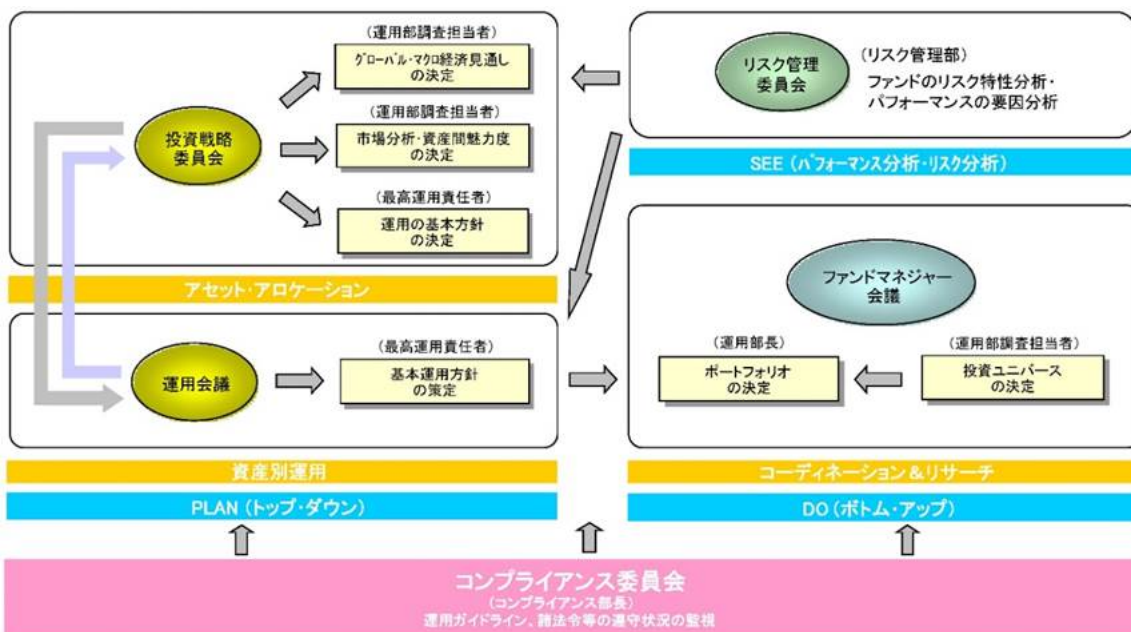 (運用部調査担当者)
グローバル・マクロ経済見通し
の決定
投資戦略
委員会
(運用部調査担当者)
市場分析・資産間魅力度
の決定
(最高運用責任者)
運用の基本方針
の決定
アセット・アロケーション
運用会議
(最高運用責任者)
基本運用方針
の策定
資産別運用
PLAN (トップ・ダウン)
リスク管理
委員会
(リスク管理部)
ファンドのリスク特性分析・
パフォーマンスの要因分析
SEE (パフォーマンス分析・リスク分析)
ファンドマネジャー
会議
(運用部長)
ポートフォリオ
の決定
(運用部調査担当者)
投資ユニバース
の決定
コーディネーション&リサーチ
DO (ボトム・アップ)
コンプライアンス委員会
(コンプライアンス部長)
運用ガイドライン、諸法令等の遵守状況の監視